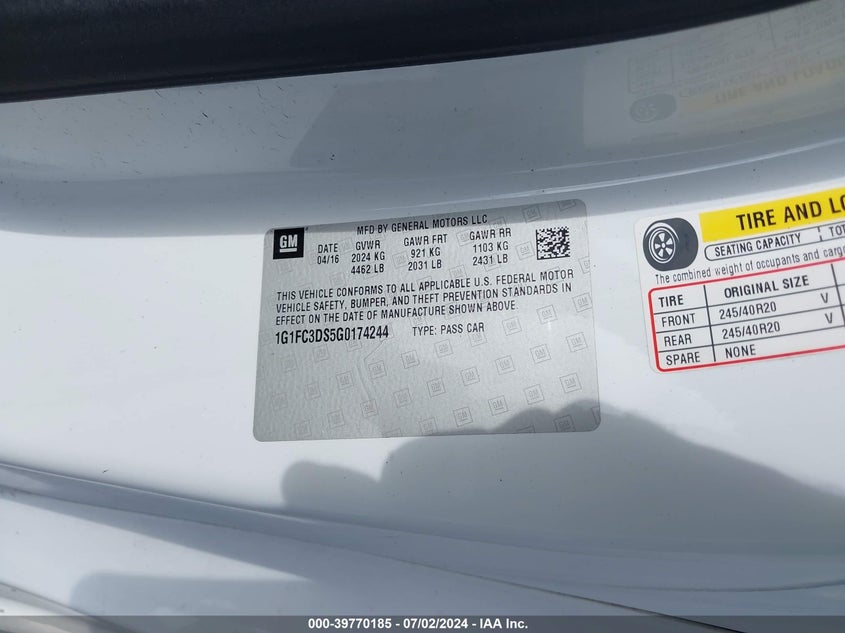 MFD BY GENERAL MOTORS LLC
GM
DATE GVWR GAWR FRT GAWR RR
04/16 2024 KG 921 KG 1103 KG
4462 LB 2031 LB 2431 LB
THIS VEHICLE CONFORMS TO ALL APPLICABLE U.S. FEDERAL MOTOR
VEHICLE SAFETY, BUMPER, AND THEFT PREVENTION STANDARDS IN
EFFECT ON THE DATE OF MANUFACTURE SHOWN ABOVE.
1G1FC3DS5G0174244 TYPE: PASS CAR
TIRE AND LO
SEATING CAPACITY TOT
The combined weight of occupants and cargo
TIRE ORIGINAL SIZE
FRONT 245/40R20 V
REAR 245/40R20 V
SPARE NONE
000-39770185 - 07/02/2024 - IAA Inc.